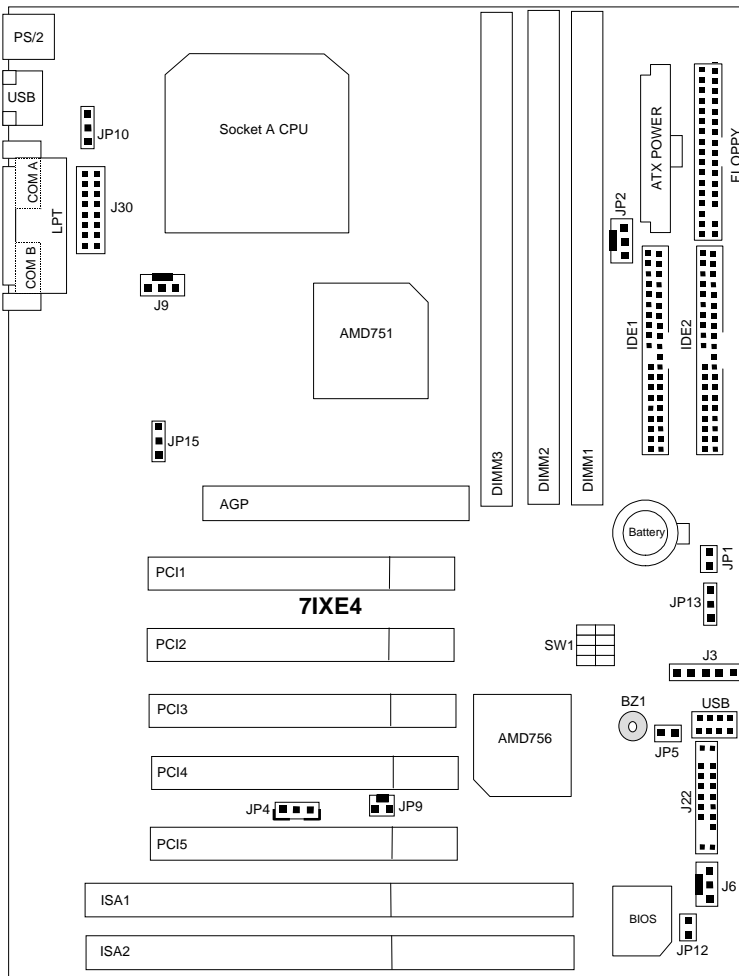 PS/2
USB
JP10
Socket A CPU
COM A
LPT
COM B
J30
J9
AMD751
JP15
AGP
DIMM3
DIMM2
DIMM1
ATX POWER
FLOPPY
JP2
IDE1
IDE2
Battery
JP1
JP13
PCI1
7IXE4
PCI2
SW1
J3
PCI3
BZ1
USB
AMD756
JP5
PCI4
J22
JP4
JP9
PCI5
J6
ISA1
BIOS
JP12
ISA2